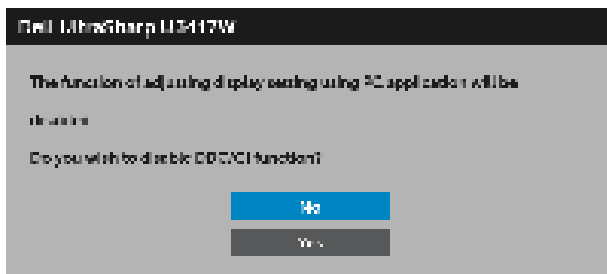 Dell UltraSharp U3417W
The function of adjusting display setting using PC application will be
disabled.
Do you wish to disable DDC/CI function?
No
Yes